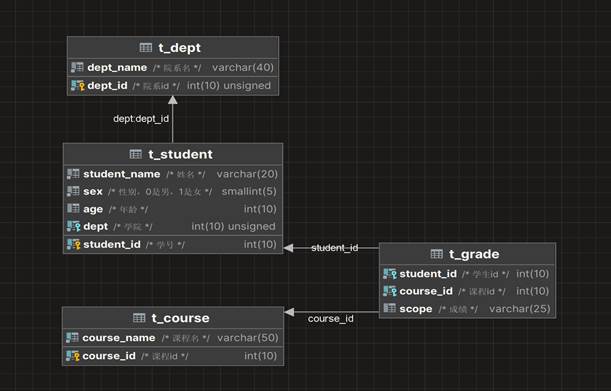 t_dept
dept_name /* 院系名 */ varchar(40)
dept_id /* 院系id */ int(10) unsigned
dept:dept_id
t_student
student_name /* 姓名 */ varchar(20)
sex /* 性别，0是男，1是女 */ smallint(5)
age /* 年龄 */ int(10)
dept /* 学院 */ int(10) unsigned
student_id /* 学号 */ int(10)
student_id
t_grade
student_id /* 学生id */ int(10)
course_id /* 课程id */ int(10)
scope /* 成绩 */ varchar(25)
course_id
t_course
course_name /* 课程名 */ varchar(50)
course_id /* 课程id */ int(10)